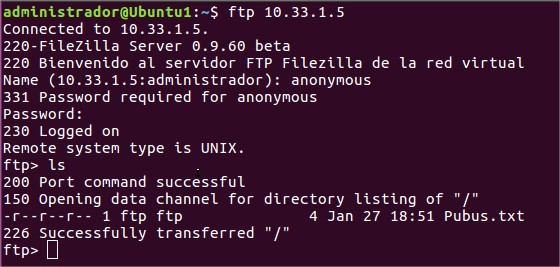 administrador@Ubuntu1:~$ ftp 10.33.1.5
Connected to 10.33.1.5.
220-FileZilla Server 0.9.60 beta
220 Bienvenido al servidor FTP Filezilla de la red virtual
Name (10.33.1.5:administrador): anonymous
331 Password required for anonymous
Password:
230 Logged on
Remote system type is UNIX.
ftp> ls
200 Port command successful
150 Opening data channel for directory listing of "/"
-r--r--r-- 1 ftp ftp              4 Jan 27 18:51 Pubus.txt
226 Successfully transferred "/"
ftp>